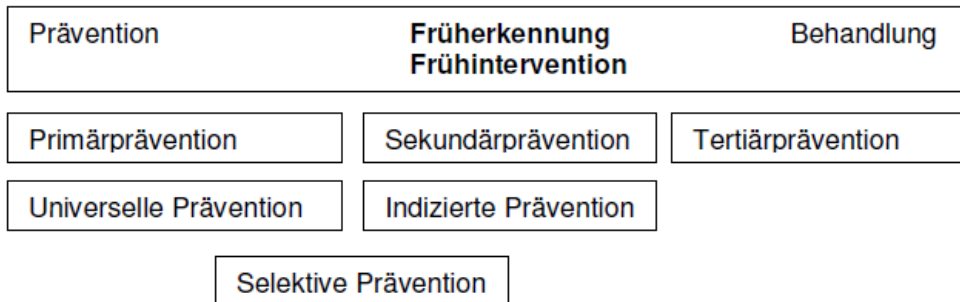 Prävention Früherkennung Behandlung
Frühintervention
Primärprävention Sekundärprävention Tertiärprävention
Universelle Prävention Indizierte Prävention
Selektive Prävention